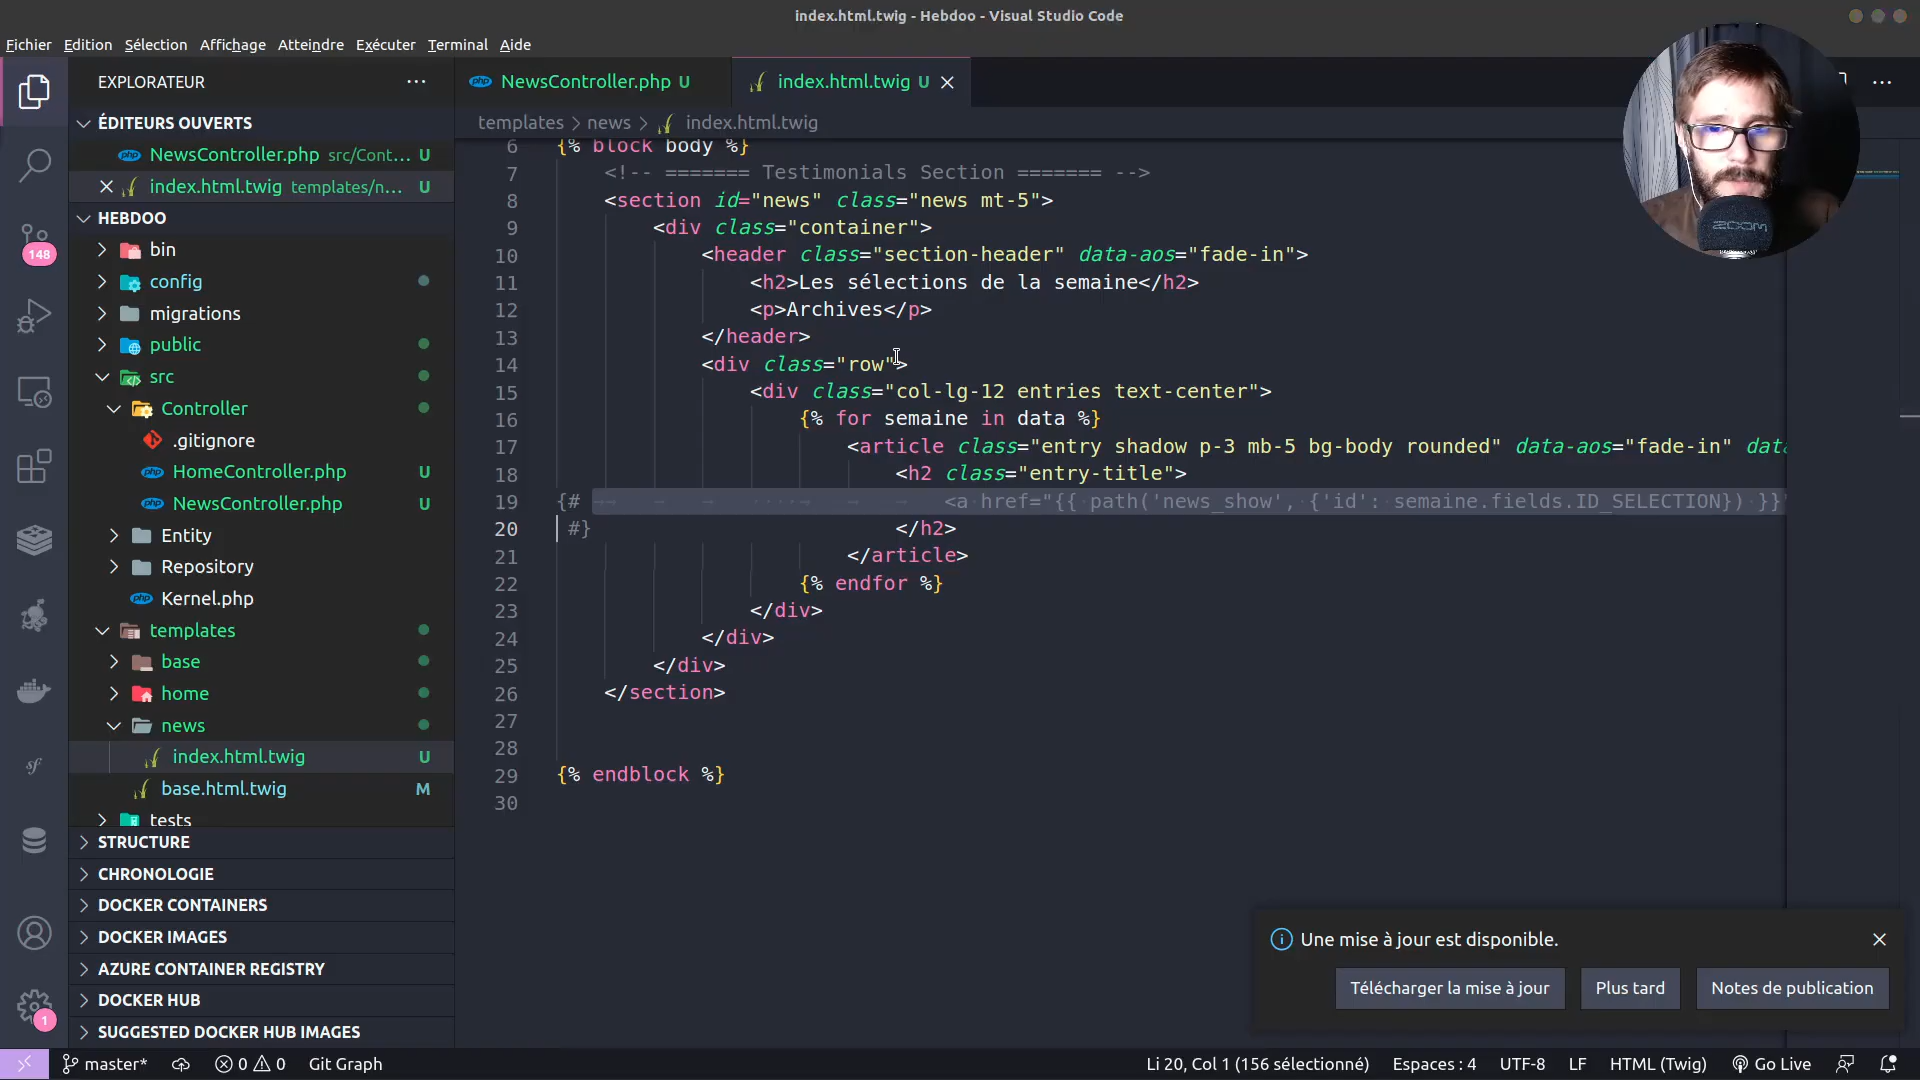 index.html.twig - Hebdoo - Visual Studio Code
Fichier Edition Sélection Affichage Atteindre Exécuter Terminal Aide
EXPLORATEUR
NewsController.php U
index.html.twig U
templates > news > index.html.twig
ÉDITEURS OUVERTS
NewsController.php src/Cont... U
index.html.twig templates/n... U
HEBDOO
bin
config
migrations
public
src
Controller
.gitignore
HomeController.php U
NewsController.php U
Entity
Repository
Kernel.php
templates
base
home
news
index.html.twig U
base.html.twig M
tests
STRUCTURE
CHRONOLOGIE
DOCKER CONTAINERS
DOCKER IMAGES
AZURE CONTAINER REGISTRY
DOCKER HUB
SUGGESTED DOCKER HUB IMAGES
148
sf
1
6 {% block body %}
7 <!-- ======= Testimonials Section ======= -->
8 <section id="news" class="news mt-5">
9 <div class="container">
10 <header class="section-header" data-aos="fade-in">
11 <h2>Les sélections de la semaine</h2>
12 <p>Archives</p>
13 </header>
14 <div class="row">
15 <div class="col-lg-12 entries text-center">
16 {% for semaine in data %}
17 <article class="entry shadow p-3 mb-5 bg-body rounded" data-aos="fade-in" data
18 <h2 class="entry-title">
19 {# <a href="{{ path('news_show', {'id': semaine.fields.ID_SELECTION}) }}"
20 #} </h2>
21 </article>
22 {% endfor %}
23 </div>
24 </div>
25 </div>
26 </section>
27
28
29 {% endblock %}
30
ZOOM
Une mise à jour est disponible.
Télécharger la mise à jour
Plus tard
Notes de publication
master* 0 0 Git Graph
Li 20, Col 1 (156 sélectionné) Espaces : 4 UTF-8 LF HTML (Twig) Go Live